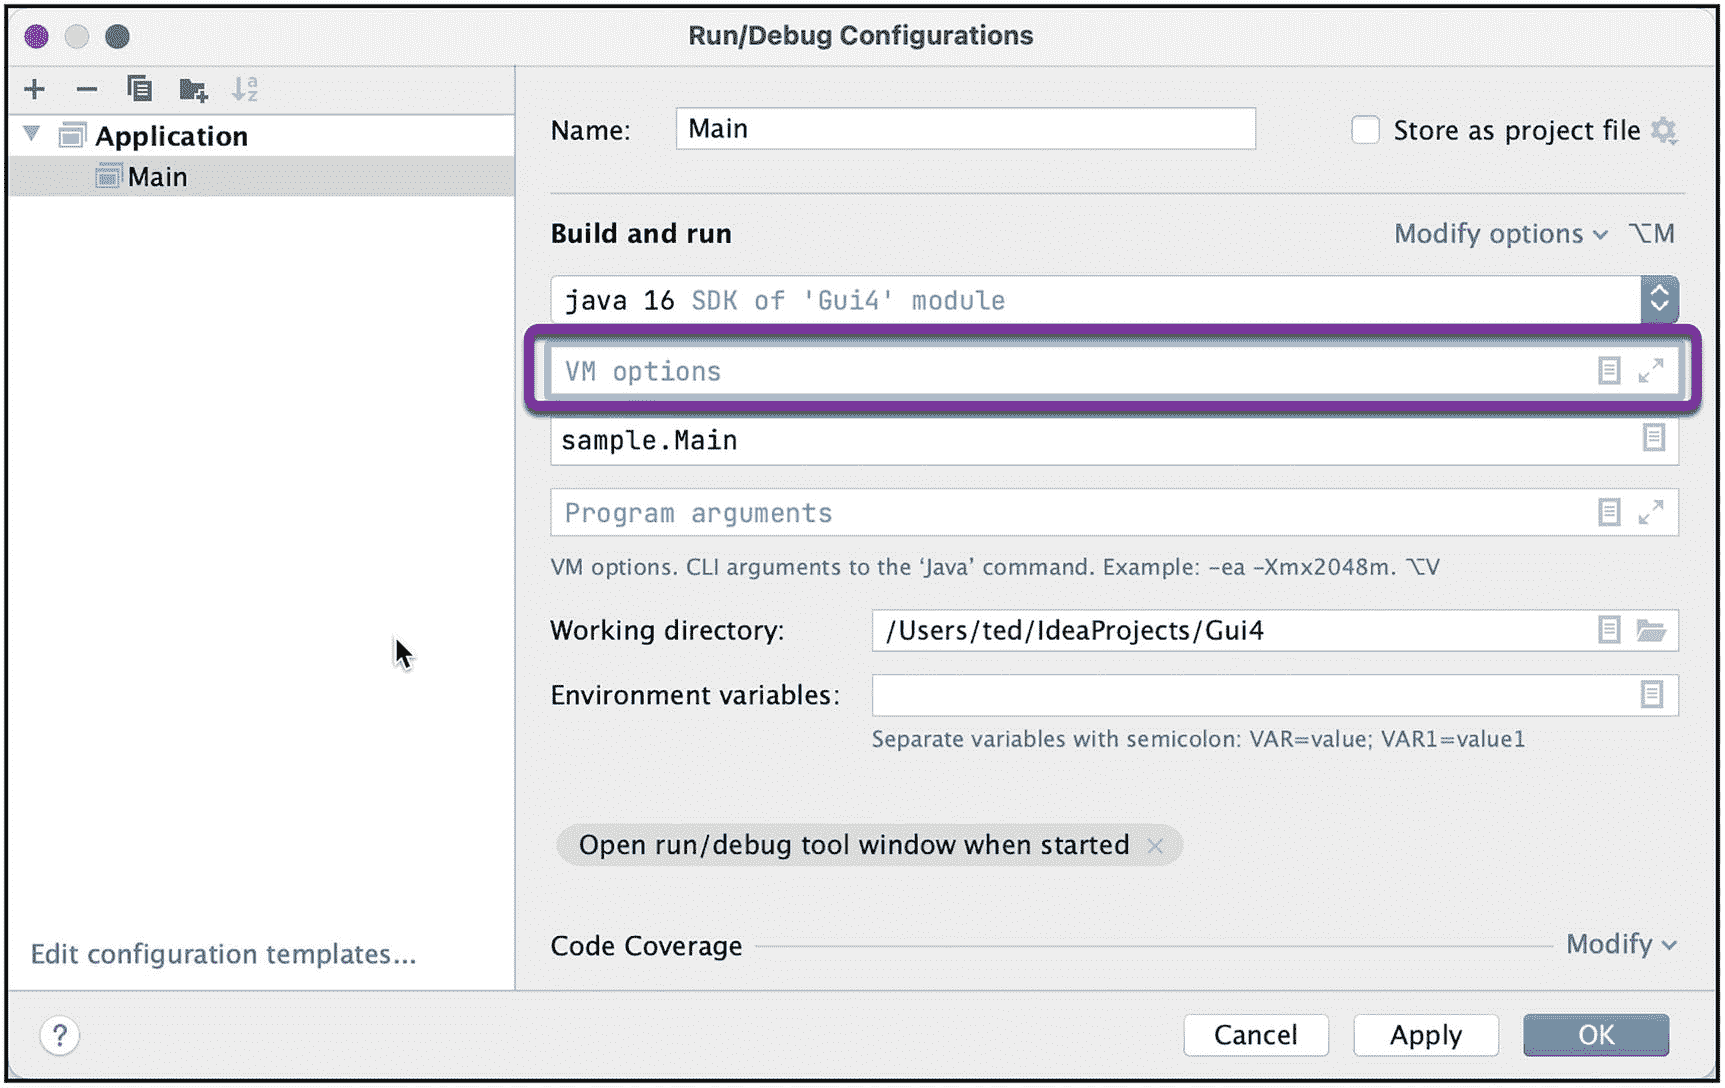 Run/Debug Configurations
Application
Main
Name: Main Store as project file
Build and run Modify options ⌥M
java 16 SDK of 'Gui4' module
VM options
sample.Main
Program arguments
VM options. CLI arguments to the ‘Java’ command. Example: -ea -Xmx2048m. ⌥V
Working directory: /Users/ted/IdeaProjects/Gui4
Environment variables:
Separate variables with semicolon: VAR=value; VAR1=value1
Open run/debug tool window when started ×
Code Coverage Modify
Edit configuration templates...
? Cancel Apply OK